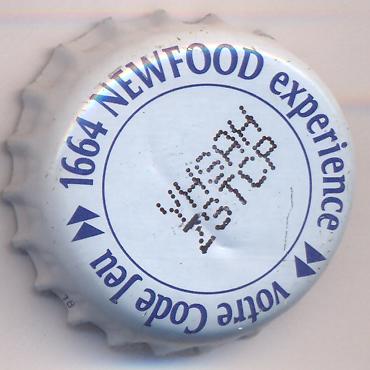 1664 NEWFOOD experience
votre Code Jeu